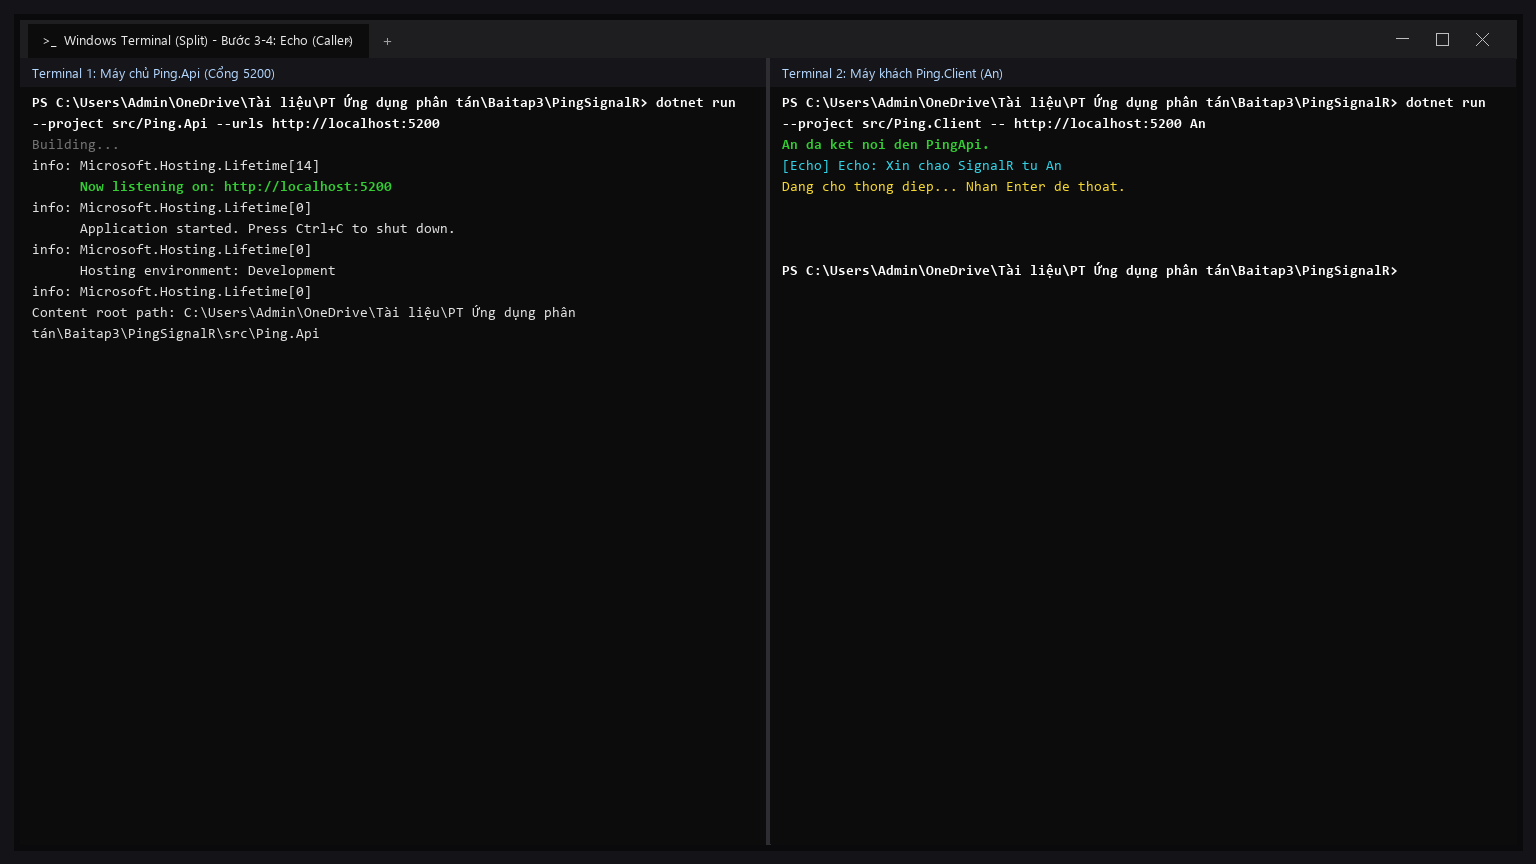 >_ Windows Terminal (Split) - Bước 3-4: Echo (Caller) +
Terminal 1: Máy chủ Ping.Api (Cổng 5200)
PS C:\Users\Admin\OneDrive\Tài liệu\PT Ứng dụng phân tán\Baitap3\PingSignalR> dotnet run
--project src/Ping.Api --urls http://localhost:5200
Building...
info: Microsoft.Hosting.Lifetime[14]
Now listening on: http://localhost:5200
info: Microsoft.Hosting.Lifetime[0]
Application started. Press Ctrl+C to shut down.
info: Microsoft.Hosting.Lifetime[0]
Hosting environment: Development
info: Microsoft.Hosting.Lifetime[0]
Content root path: C:\Users\Admin\OneDrive\Tài liệu\PT Ứng dụng phân
tán\Baitap3\PingSignalR\src\Ping.Api
Terminal 2: Máy khách Ping.Client (An)
PS C:\Users\Admin\OneDrive\Tài liệu\PT Ứng dụng phân tán\Baitap3\PingSignalR> dotnet run
--project src/Ping.Client -- http://localhost:5200 An
An da ket noi den PingApi.
[Echo] Echo: Xin chao SignalR tu An
Dang cho thong diep... Nhan Enter de thoat.
PS C:\Users\Admin\OneDrive\Tài liệu\PT Ứng dụng phân tán\Baitap3\PingSignalR>